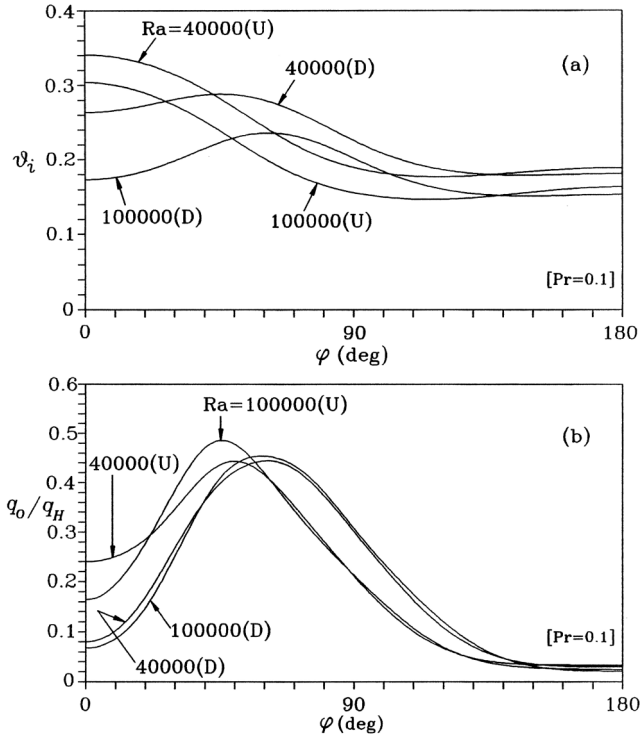 0.4
Ra=40000(U)
40000(D)
(a)
0.3
ϑi
0.2
100000(D)
100000(U)
0.1
[Pr=0.1]
0
0
90
180
φ (deg)
0.6
Ra=100000(U)
(b)
0.5
40000(U)
0.4
qo/qH
0.3
0.2
100000(D)
0.1
[Pr=0.1]
40000(D)
0
0
90
180
φ (deg)